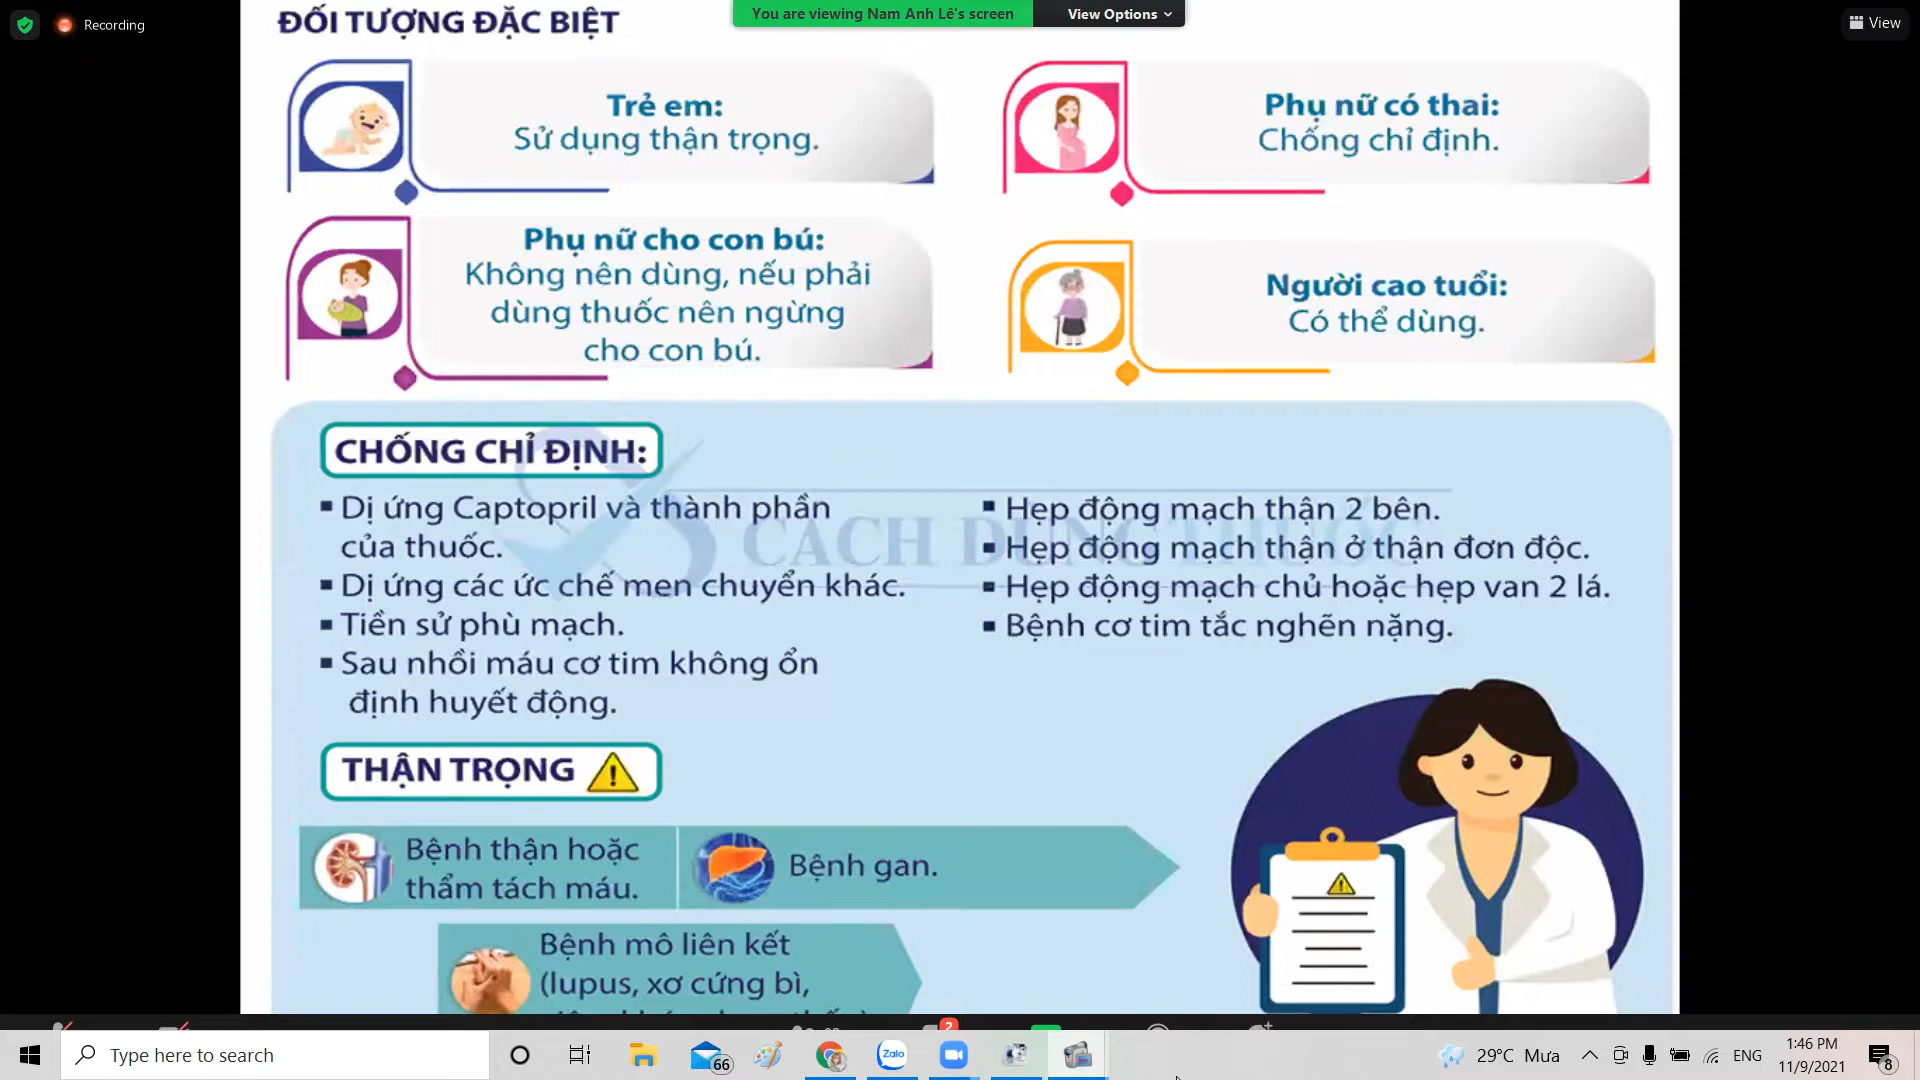 Recording
You are viewing Nam Anh Lê's screen
View Options
View
ĐỐI TƯỢNG ĐẶC BIỆT
Trẻ em:
Sử dụng thận trọng.
Phụ nữ có thai:
Chống chỉ định.
Phụ nữ cho con bú:
Không nên dùng, nếu phải
dùng thuốc nên ngừng
cho con bú.
Người cao tuổi:
Có thể dùng.
CHỐNG CHỈ ĐỊNH:
▪ Dị ứng Captopril và thành phần
của thuốc.
▪ Dị ứng các ức chế men chuyển khác.
▪ Tiền sử phù mạch.
▪ Sau nhồi máu cơ tim không ổn
định huyết động.
▪ Hẹp động mạch thận 2 bên.
▪ Hẹp động mạch thận ở thận đơn độc.
▪ Hẹp động mạch chủ hoặc hẹp van 2 lá.
▪ Bệnh cơ tim tắc nghẽn nặng.
CACH DUNG THUOC
THẬN TRỌNG
Bệnh thận hoặc
thẩm tách máu.
Bệnh gan.
Bệnh mô liên kết
(lupus, xơ cứng bì,
2
Type here to search
66
Zalo
29°C Mưa
ENG
1:46 PM
11/9/2021
8